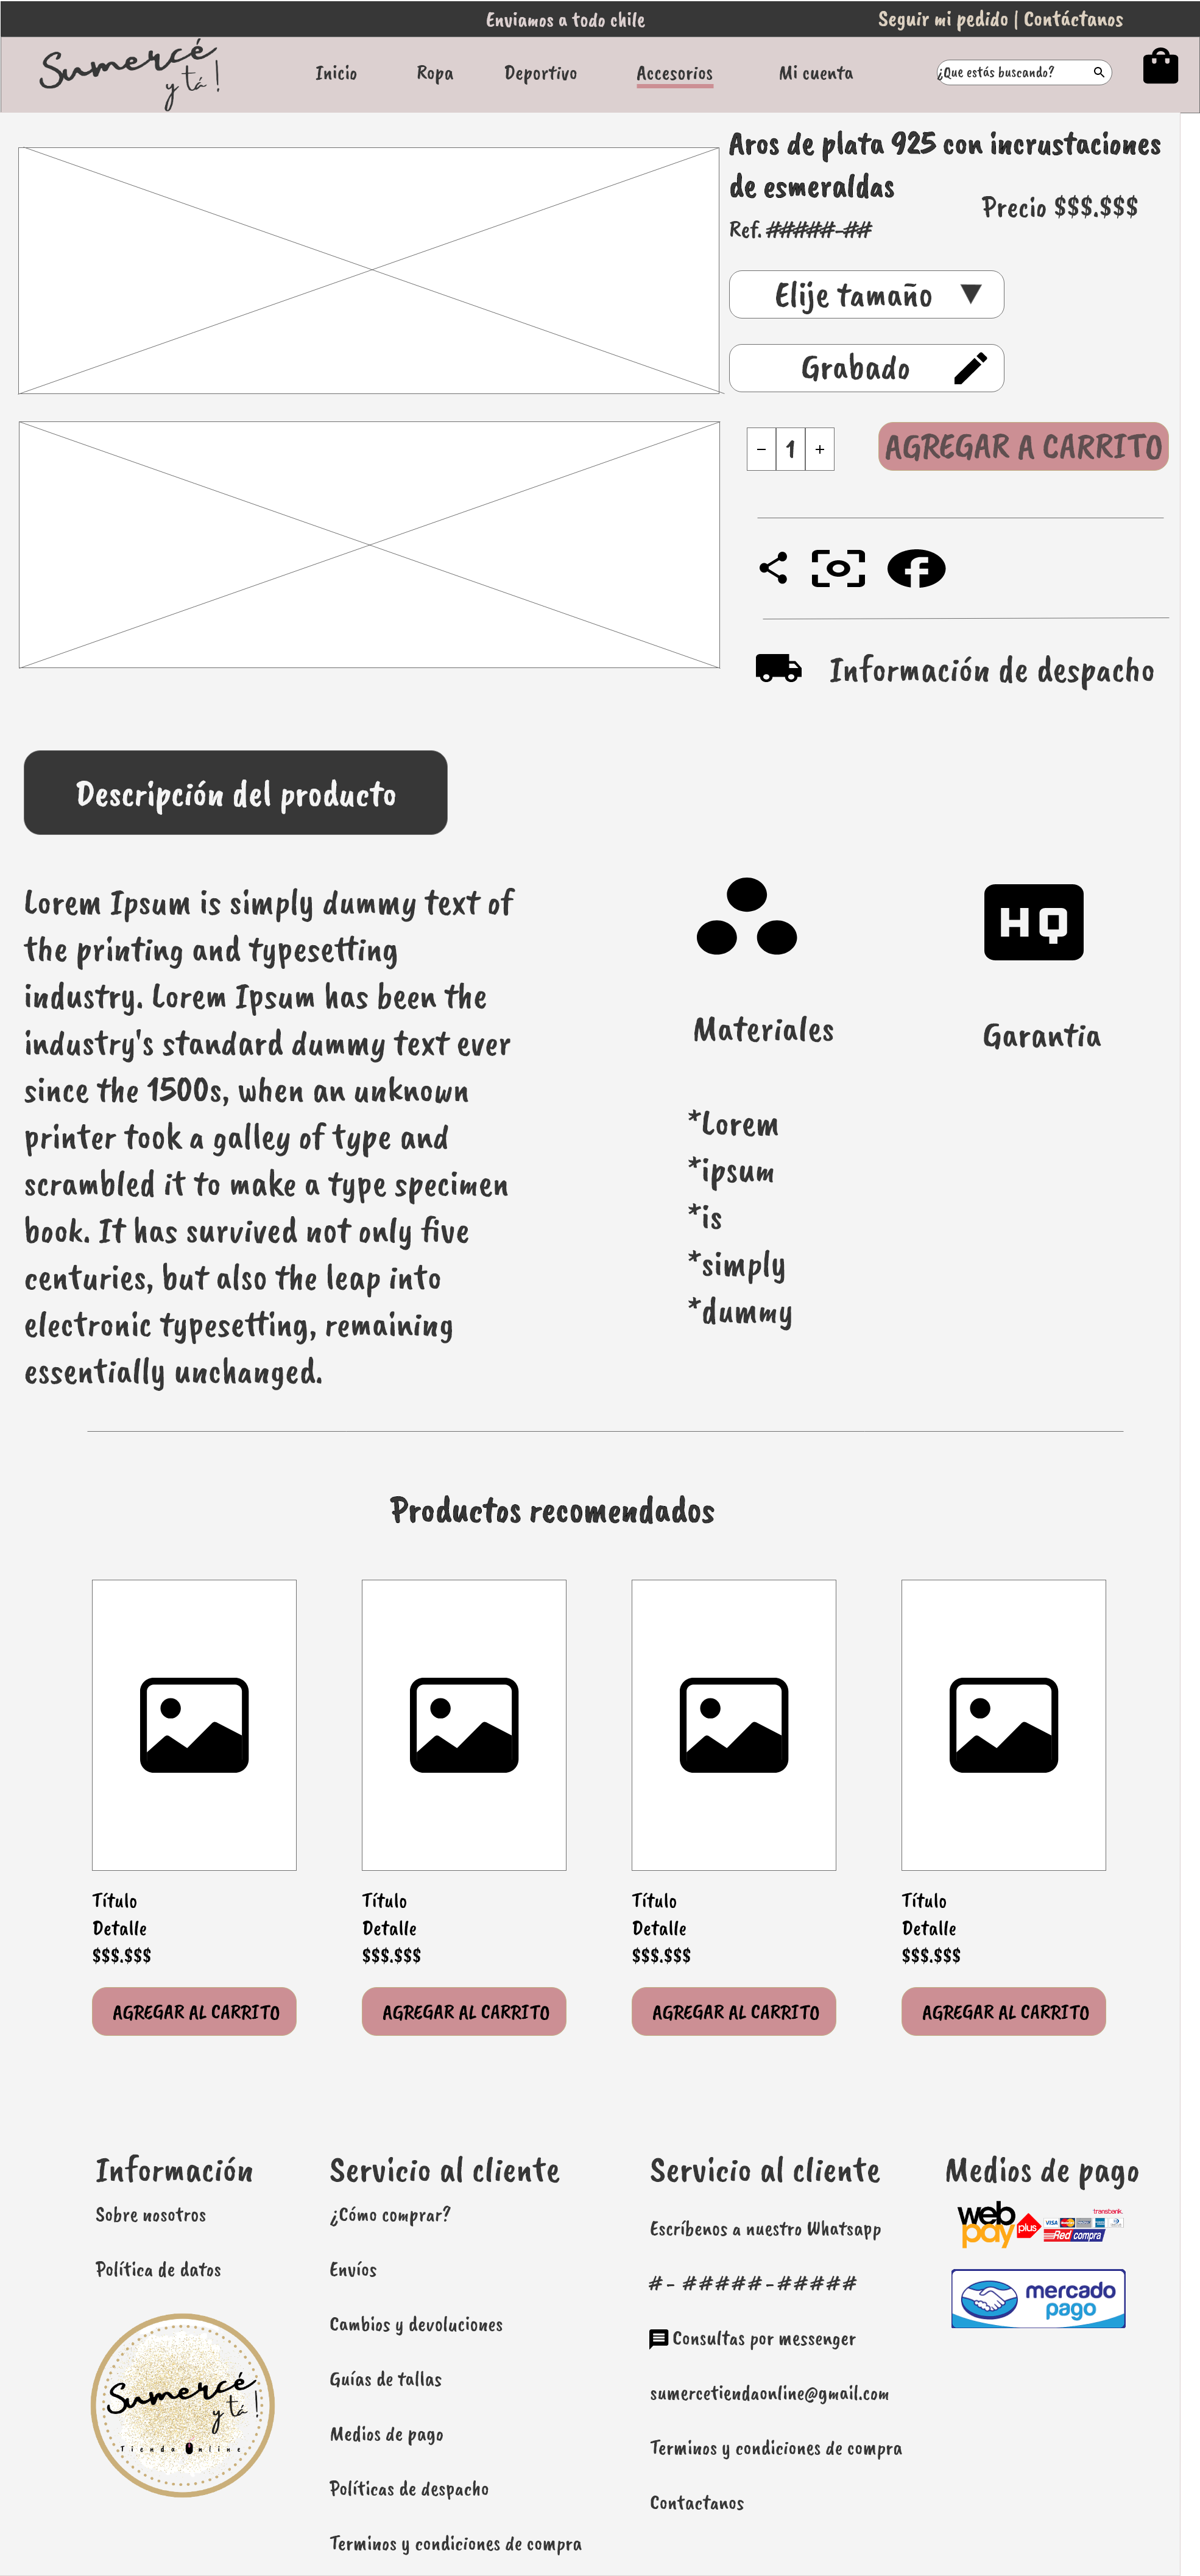 Enviamos a todo chile
Seguir mi pedido | Contáctanos
Sumercé
y tá !
Inicio
Ropa
Deportivo
Accesorios
Mi cuenta
¿Que estás buscando?
Aros de plata 925 con incrustaciones
de esmeraldas
Precio $$$.$$$
Ref. #####-##
Elije tamaño
Grabado
- 1 +
AGREGAR A CARRITO
Información de despacho
Descripción del producto
Lorem Ipsum is simply dummy text of
the printing and typesetting
industry. Lorem Ipsum has been the
industry's standard dummy text ever
since the 1500s, when an unknown
printer took a galley of type and
scrambled it to make a type specimen
book. It has survived not only five
centuries, but also the leap into
electronic typesetting, remaining
essentially unchanged.
HQ
Materiales
Garantia
*Lorem
*ipsum
*is
*simply
*dummy
Productos recomendados
Título
Detalle
$$$.$$$
AGREGAR AL CARRITO
Título
Detalle
$$$.$$$
AGREGAR AL CARRITO
Título
Detalle
$$$.$$$
AGREGAR AL CARRITO
Título
Detalle
$$$.$$$
AGREGAR AL CARRITO
Información
Sobre nosotros
Política de datos
Sumercé
y tá !
Tienda Online
Servicio al cliente
¿Cómo comprar?
Envíos
Cambios y devoluciones
Guías de tallas
Medios de pago
Políticas de despacho
Terminos y condiciones de compra
Servicio al cliente
Escríbenos a nuestro Whatsapp
#- #####-#####
Consultas por messenger
sumercetiendaonline@gmail.com
Terminos y condiciones de compra
Contactanos
Medios de pago
web
pay plus
transbank.
VISA
Red compra
mercado
pago